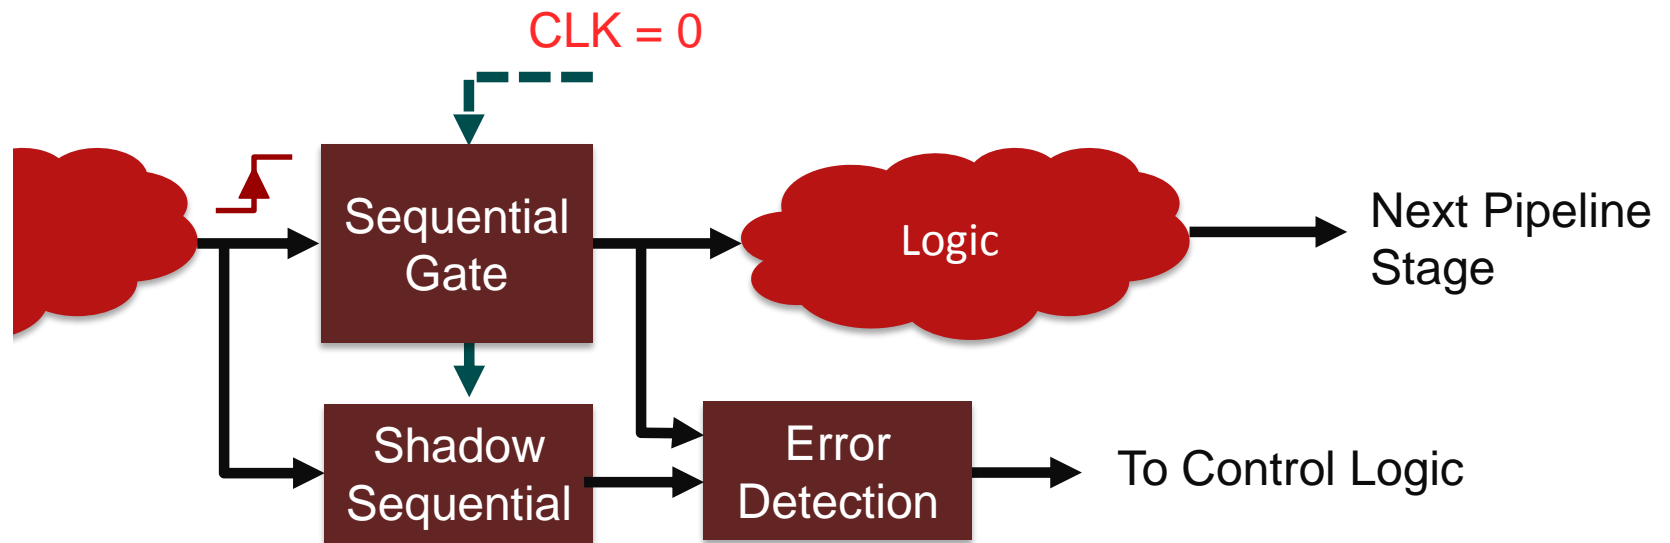 CLK = 0
Sequential
Gate
Logic
Next Pipeline
Stage
Shadow
Sequential
Error
Detection
To Control Logic